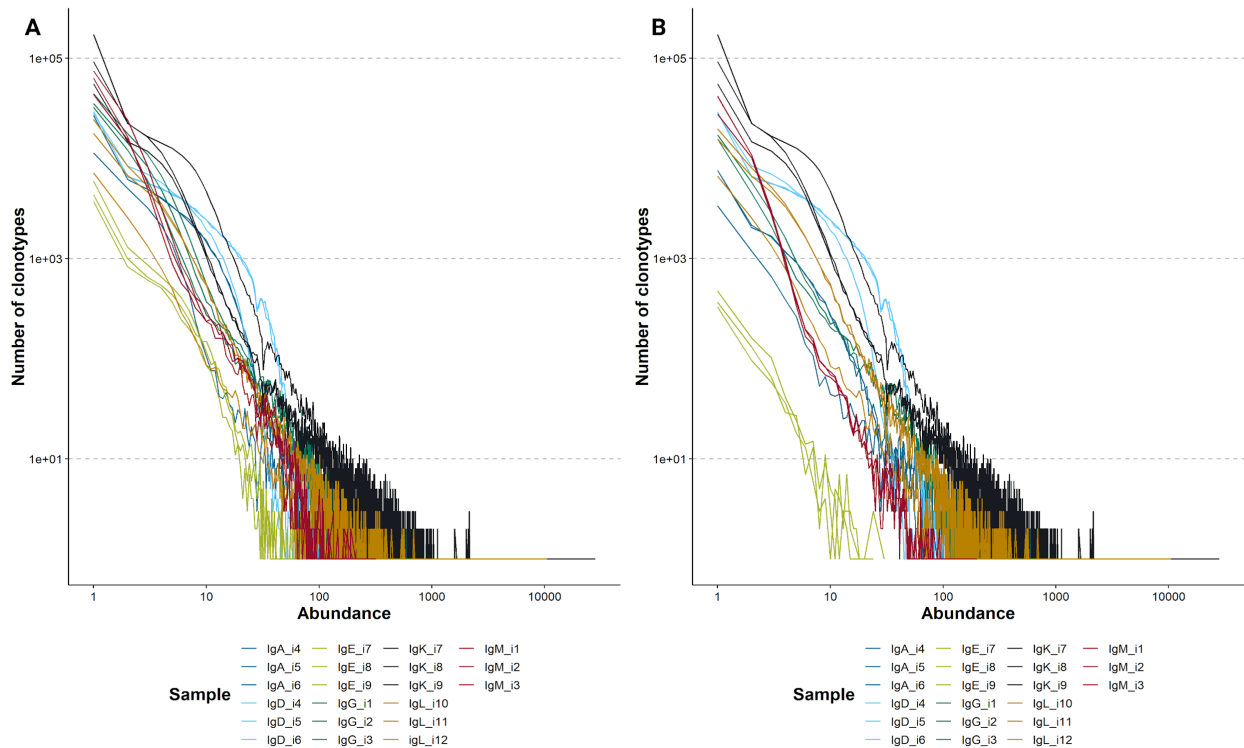 A
1e+05
1e+03
1e+01
Number of clonotypes
1
10
100
1000
10000
Abundance
Sample
IgA_i4
IgA_i5
IgA_i6
IgD_i4
IgD_i5
IgD_i6
IgE_i7
IgE_i8
IgE_i9
IgG_i1
IgG_i2
IgG_i3
IgK_i7
IgK_i8
IgK_i9
IgL_i10
IgL_i11
igL_i12
IgM_i1
IgM_i2
IgM_i3
B
1e+05
1e+03
1e+01
Number of clonotypes
1
10
100
1000
10000
Abundance
Sample
IgA_i4
IgA_i5
IgA_i6
IgD_i4
IgD_i5
IgD_i6
IgE_i7
IgE_i8
IgE_i9
IgG_i1
IgG_i2
IgG_i3
IgK_i7
IgK_i8
IgK_i9
IgL_i10
IgL_i11
IgL_i12
IgM_i1
IgM_i2
IgM_i3